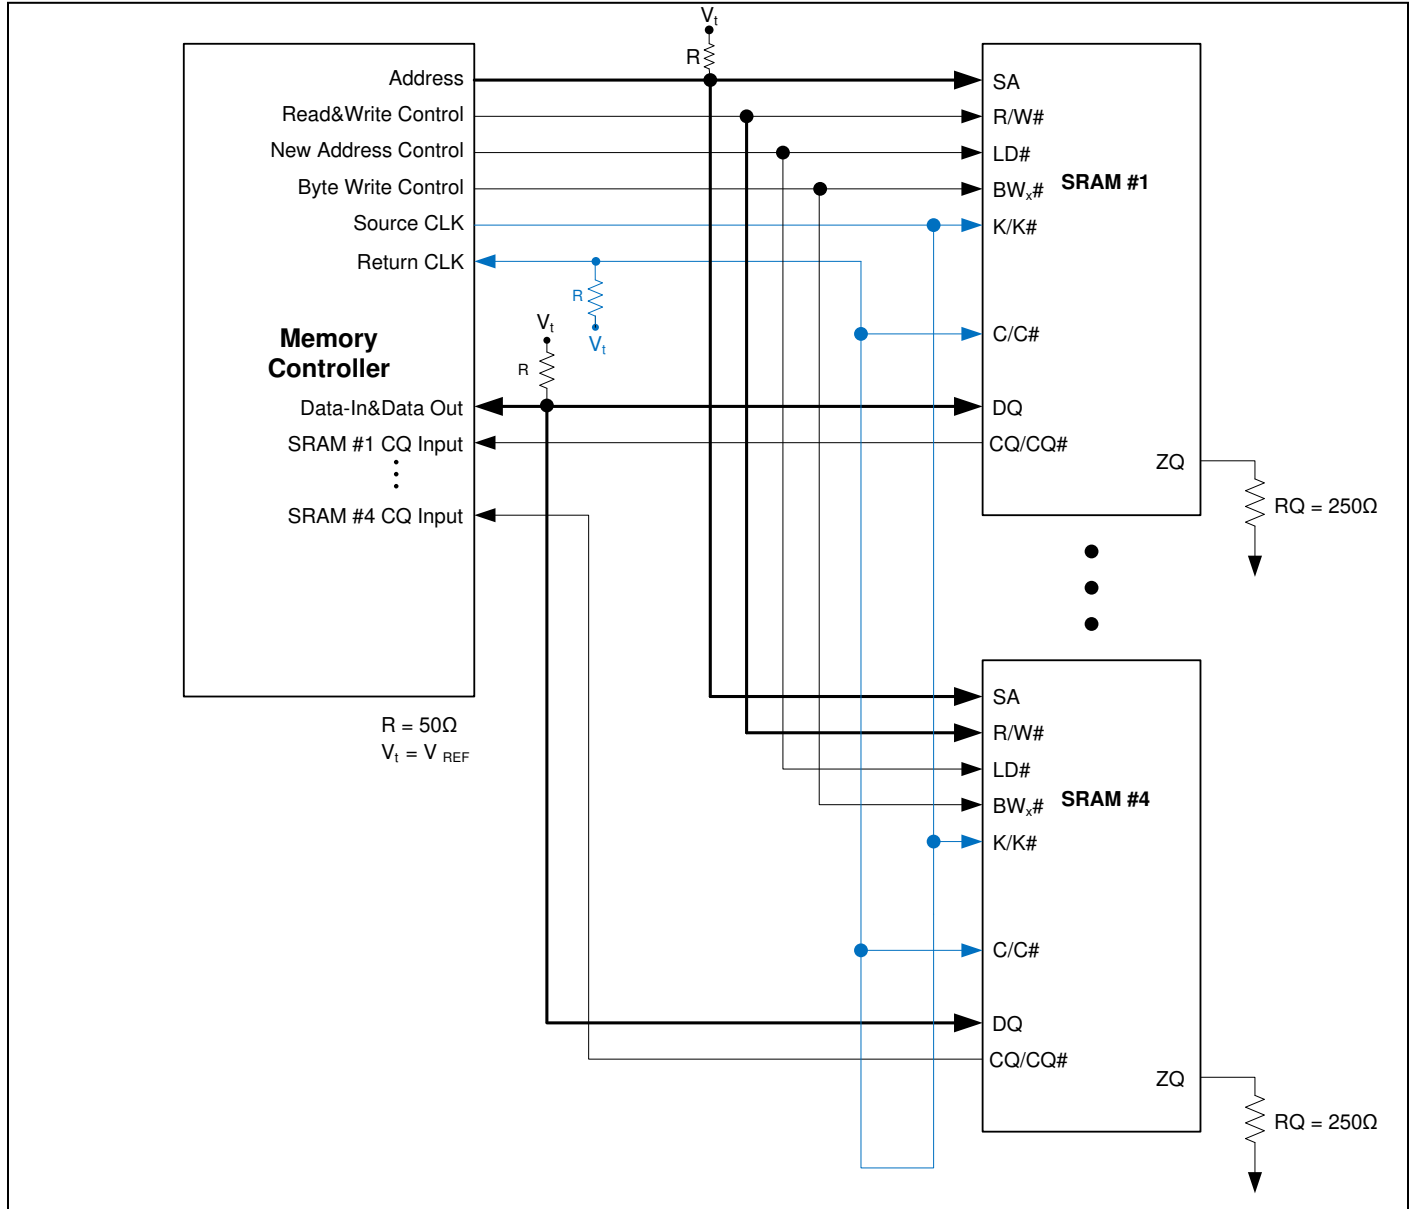 Vt
R
Address
Read&Write Control
New Address Control
Byte Write Control
Source CLK
Return CLK
Memory
Controller
Data-In&Data Out
SRAM #1 CQ Input
SRAM #4 CQ Input
R
Vt
Vt
R
R = 50Ω
Vt = V REF
SA
R/W#
LD#
BWx#
SRAM #1
K/K#
C/C#
DQ
CQ/CQ#
ZQ
RQ = 250Ω
SA
R/W#
LD#
BWx#
SRAM #4
K/K#
C/C#
DQ
CQ/CQ#
ZQ
RQ = 250Ω